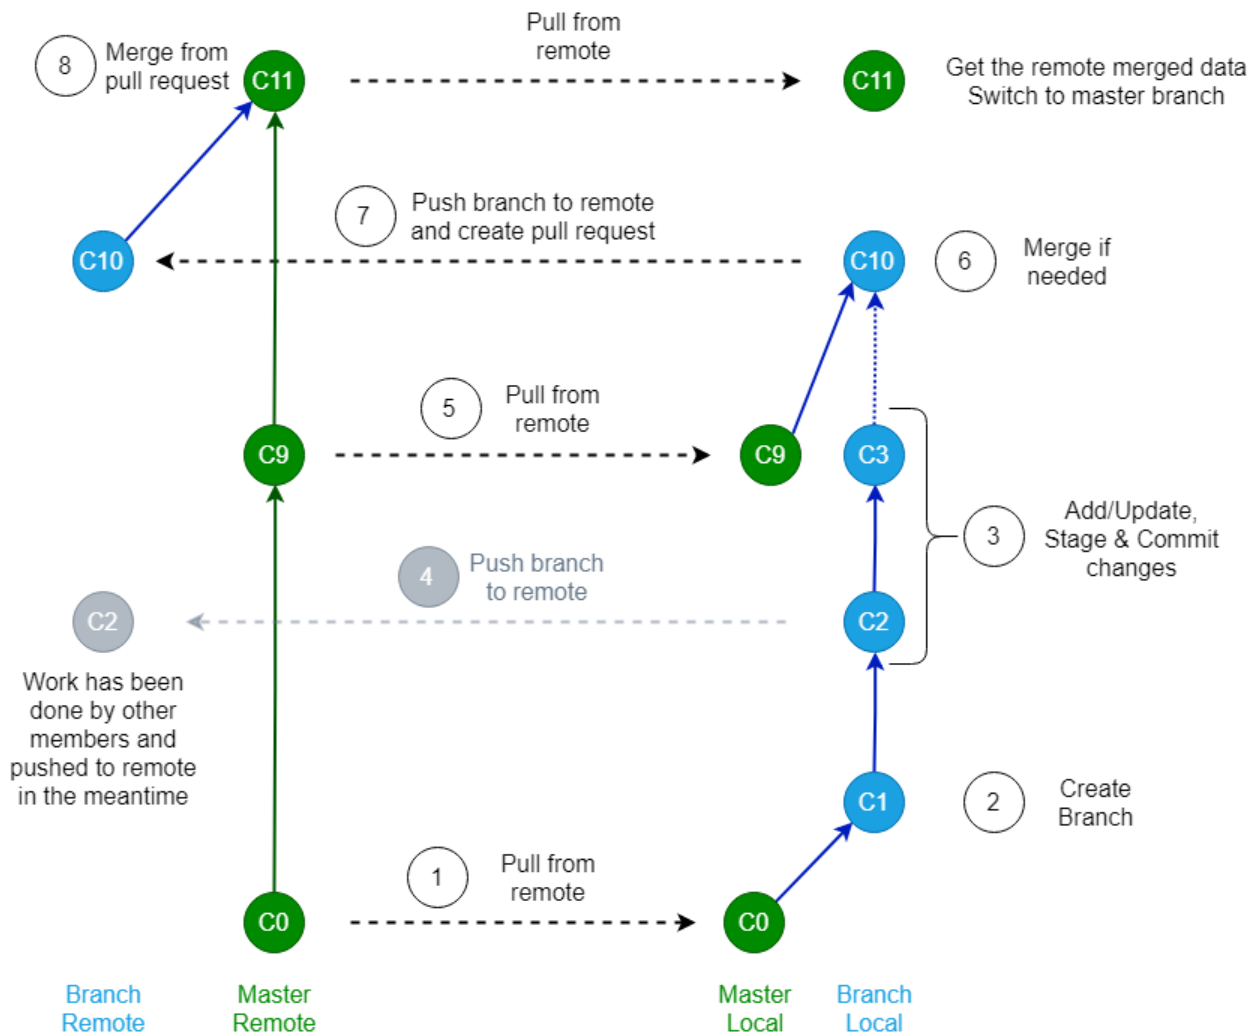 8
Merge from
pull request
C11
Pull from
remote
C11
Get the remote merged data
Switch to master branch
7
Push branch to remote
and create pull request
C10
C10
6
Merge if
needed
5
Pull from
remote
C9
C9
C3
3
Add/Update,
Stage & Commit
changes
4
Push branch
to remote
C2
C2
Work has been
done by other
members and
pushed to remote
in the meantime
C1
2
Create
Branch
1
Pull from
remote
C0
C0
Branch
Remote
Master
Remote
Master
Local
Branch
Local